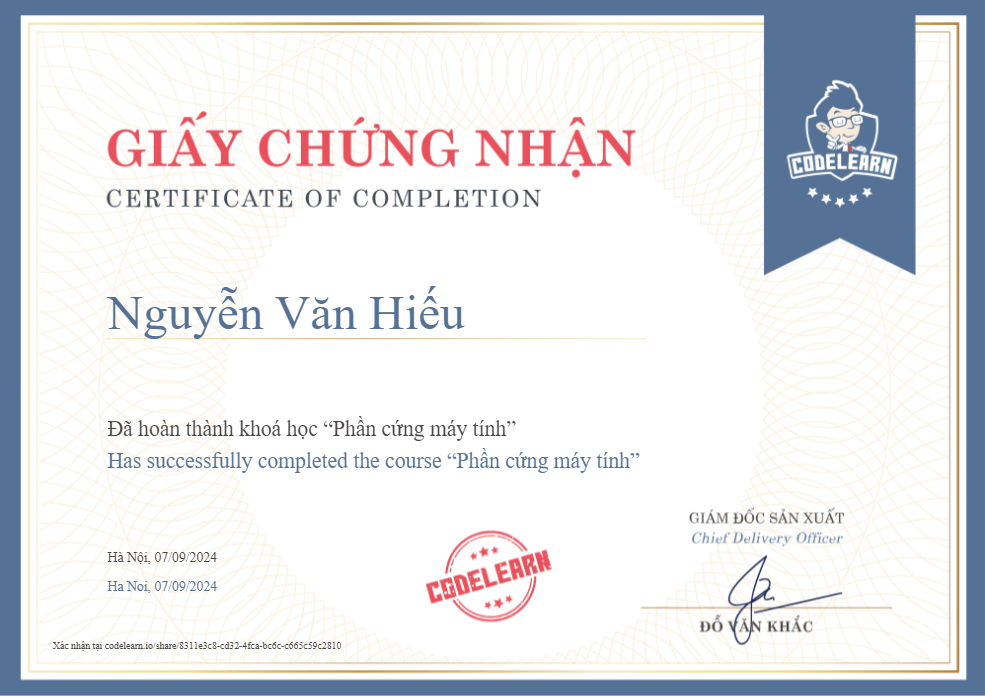 GIẤY CHỨNG NHẬN
CERTIFICATE OF COMPLETION
CODELEARN
Nguyễn Văn Hiếu
Đã hoàn thành khoá học “Phần cứng máy tính”
Has successfully completed the course “Phần cứng máy tính”
GIÁM ĐỐC SẢN XUẤT
Chief Delivery Officer
Hà Nội, 07/09/2024
Ha Noi, 07/09/2024
CODELEARN
ĐỖ VĂN KHẮC
Xác nhận tại codelearn.io/share/8311e3c8-cd32-4fca-bc6c-c665c59c2810